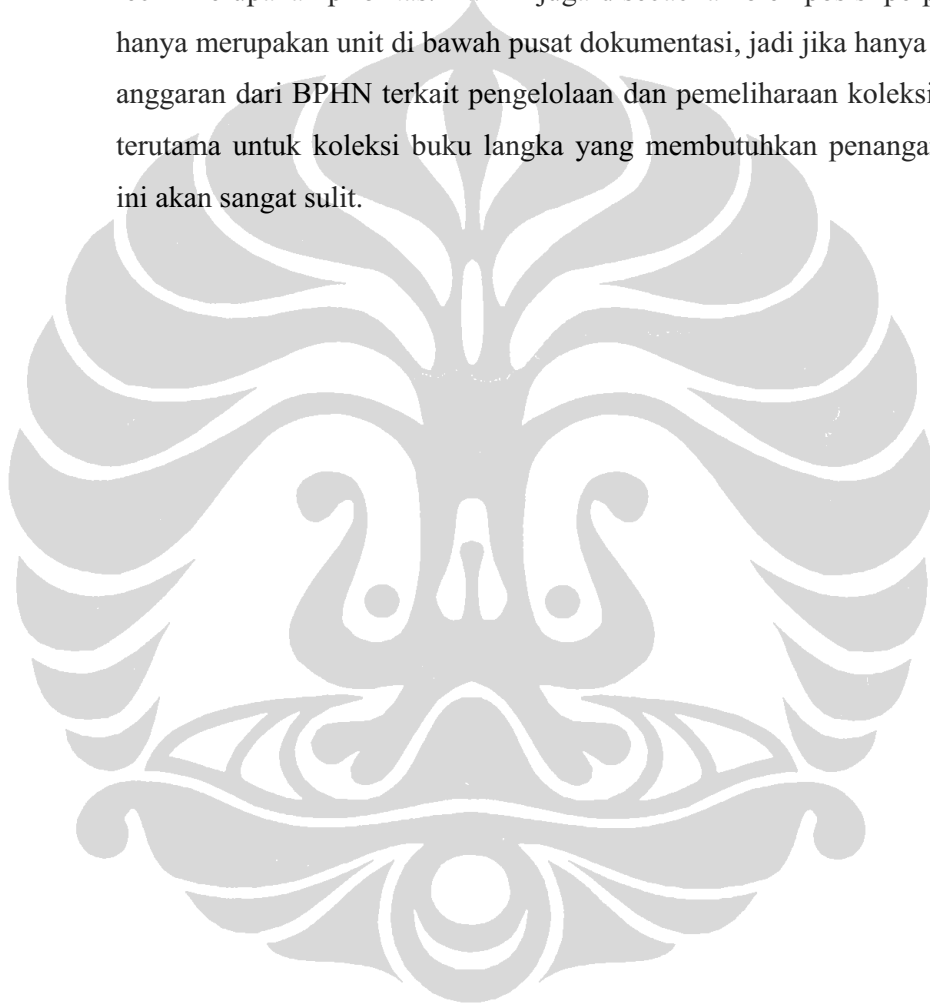 hanya merupakan unit di bawah pusat dokumentasi, jadi jika hanya
anggaran dari BPHN terkait pengelolaan dan pemeliharaan koleksi
terutama untuk koleksi buku langka yang membutuhkan
ini akan sangat sulit.